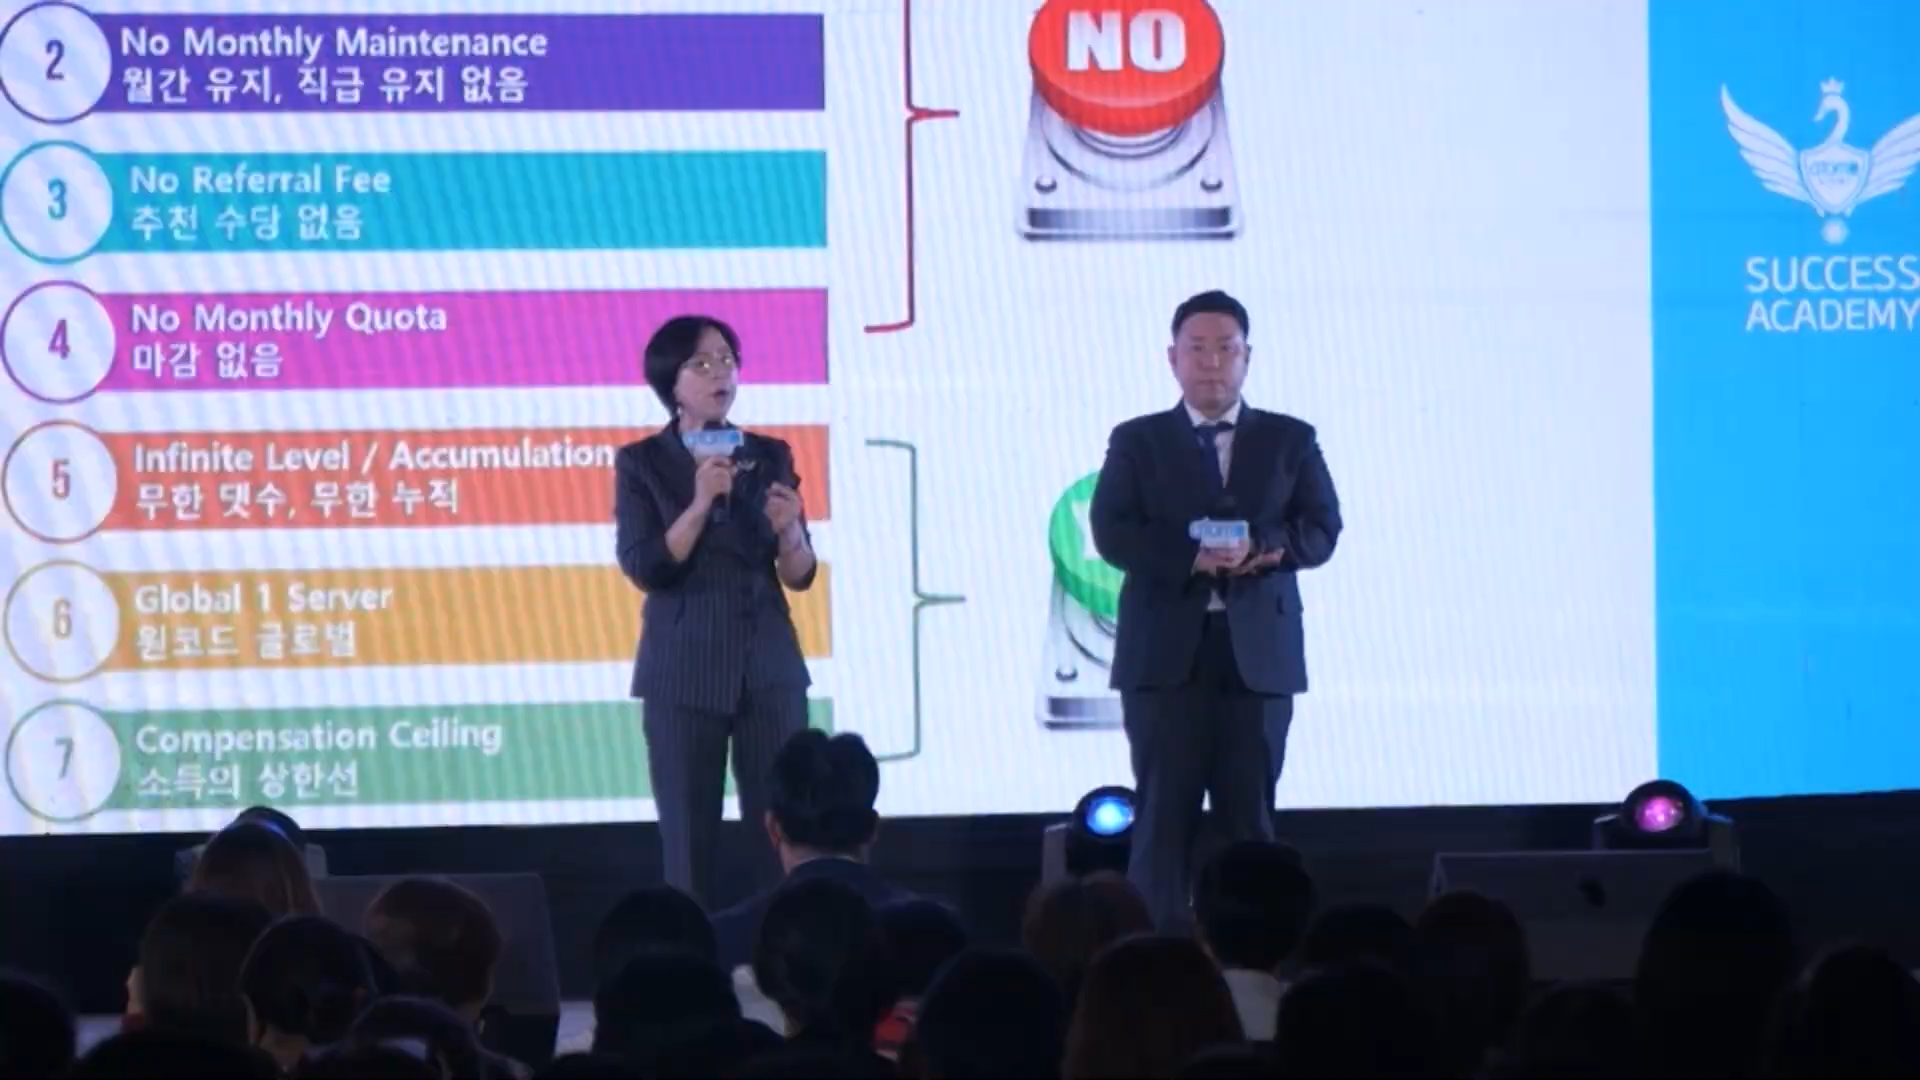 2
No Monthly Maintenance
월간 유지, 직급 유지 없음
3
No Referral Fee
추천 수당 없음
4
No Monthly Quota
마감 없음
5
Infinite Level / Accumulation
무한 댓수, 무한 누적
6
Global 1 Server
원코드 글로벌
7
Compensation Ceiling
소득의 상한선
NO
SUCCESS
ACADEMY